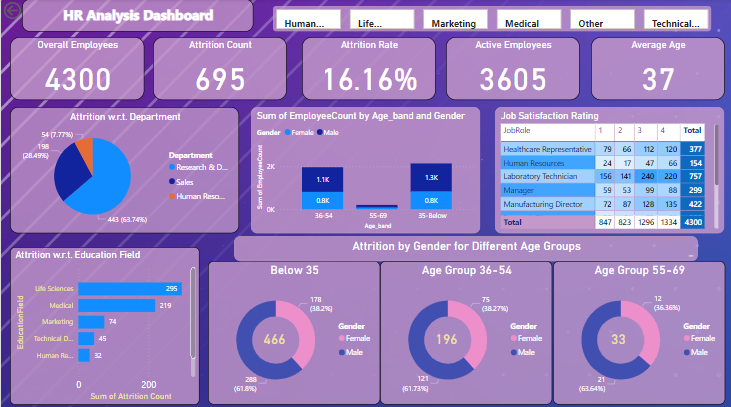 HR Analysis Dashboard
Human...
Life...
Marketing
Medical
Other
Technical...
Overall Employees
4300
Attrition Count
695
Attrition Rate
16.16%
Active Employees
3605
Average Age
37
Attrition w.r.t. Department
54 (7.77%)
198
(28.49%)
443 (63.74%)
Department
Research & D...
Sales
Human Reso...
Sum of EmployeeCount by Age_band and Gender
Gender Female Male
Sum of EmployeeCount
2K
0K
1.1K
0.8K
1.3K
0.8K
36-54
55-69
35-Below
Age_band
Job Satisfaction Rating
JobRole 1 2 3 4 Total
Healthcare Representative 79 66 112 120 377
Human Resources 24 17 47 66 154
Laboratory Technician 156 141 240 220 757
Manager 59 53 99 88 299
Manufacturing Director 72 87 128 135 422
Total 847 823 1296 1334 4300
Attrition by Gender for Different Age Groups
Attrition w.r.t. Education Field
EducationField
Life Sciences 295
Medical 219
Marketing 74
Technical D... 45
Human Re... 32
0 200
Sum of Attrition Count
Below 35
178
(38.2%)
466
288
(61.8%)
Gender
Female
Male
Age Group 36-54
75
(38.27%)
196
121
(61.73%)
Gender
Female
Male
Age Group 55-69
12
(36.36%)
33
21
(63.64%)
Gender
Female
Male